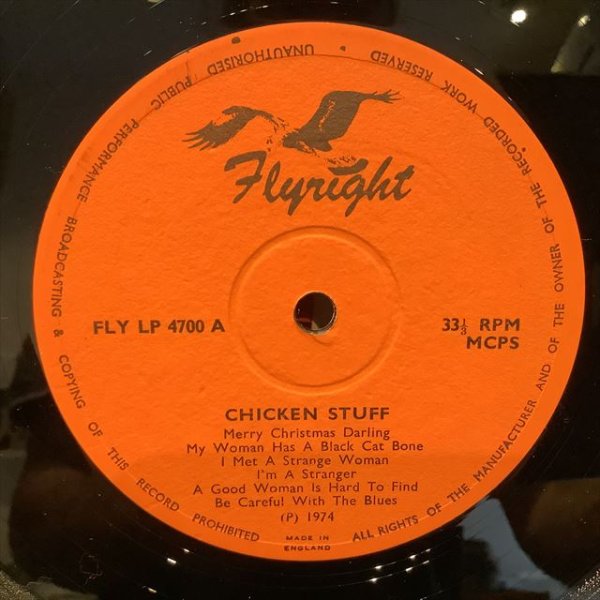 Flyright
FLY LP 4700 A
33⅓ RPM
MCPS
CHICKEN STUFF
Merry Christmas Darling
My Woman Has A Black Cat Bone
I Met A Strange Woman
I'm A Stranger
A Good Woman Is Hard To Find
Be Careful With The Blues
(P) 1974
MADE IN
ENGLAND
ALL RIGHTS OF THE MANUFACTURER AND OF THE OWNER OF THE RECORDED WORK RESERVED
UNAUTHORISED PUBLIC PERFORMANCE BROADCASTING & COPYING OF THIS RECORD PROHIBITED